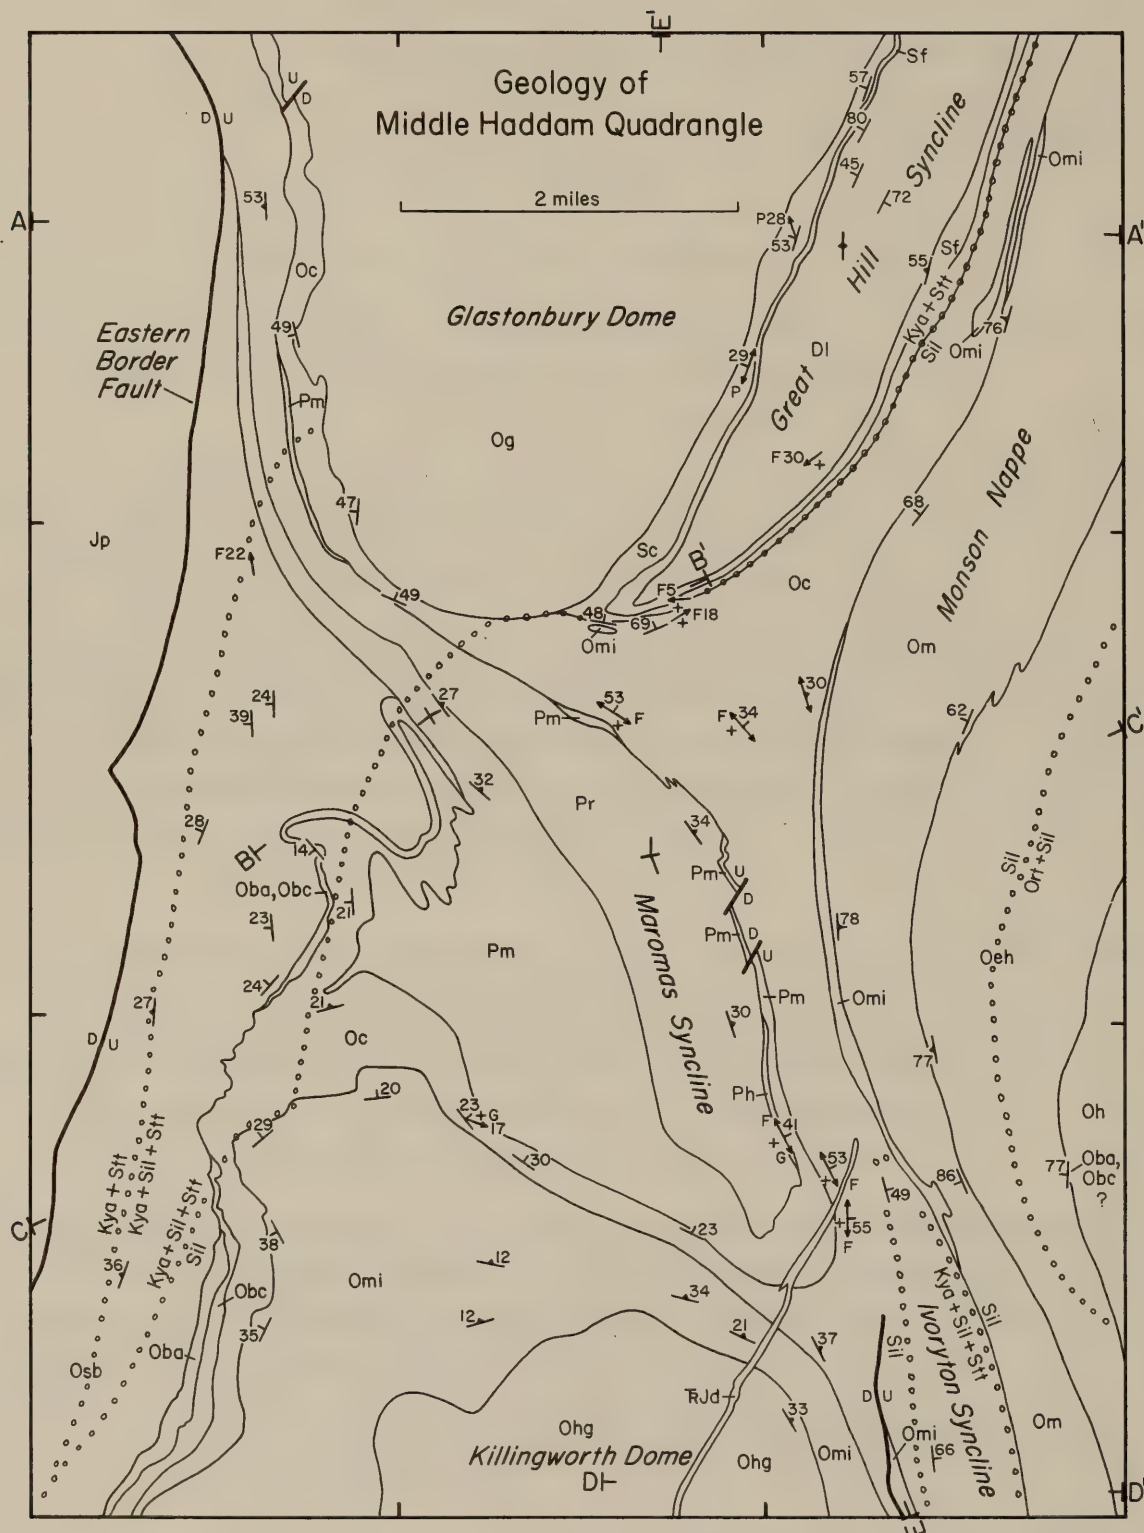 E'
Geology of
Middle Haddam Quadrangle
2 miles
U
D
D U
Sf
57
80
45
72
Great Hill Syncline
Omi
A
53
P28
53
A'
Oc
55
Sf
Kya + Stt
Sil
Glastonbury Dome
Eastern
Border
Fault
49
29
P
Dl
Omi
76
Pm
Og
F30
Monson Nappe
47
68
Jp
F22
Sc
B'
Oc
49
F5
48
69
F18
Omi
Om
24
39
27
Pm
53
F
F
34
30
62
C'
32
Pr
28
34
B
14
Pm
U
D
Sil
Ort + Sil
Oba, Obc
21
Maromas Syncline
23
Pm
Pm
D
U
78
Oeh
24
27
21
Pm
Omi
30
D U
Oc
77
20
23
G
17
Ph
F
41
G
Oh
29
30
53
F
77
Oba,
Obc
?
Kya + Stt
Kya + Sil + Stt
86
49
C
Kya + Sil + Stt
Sil
38
23
55
F
36
12
Omi
34
Obc
12
35
21
37
Sil
Kya + Sil + Stt
Sil
Ivoryton Syncline
Oba
Osb
TRJd
D U
33
Ohg
Killingworth Dome
Ohg
Omi
Omi
66
Om
D
D'
E